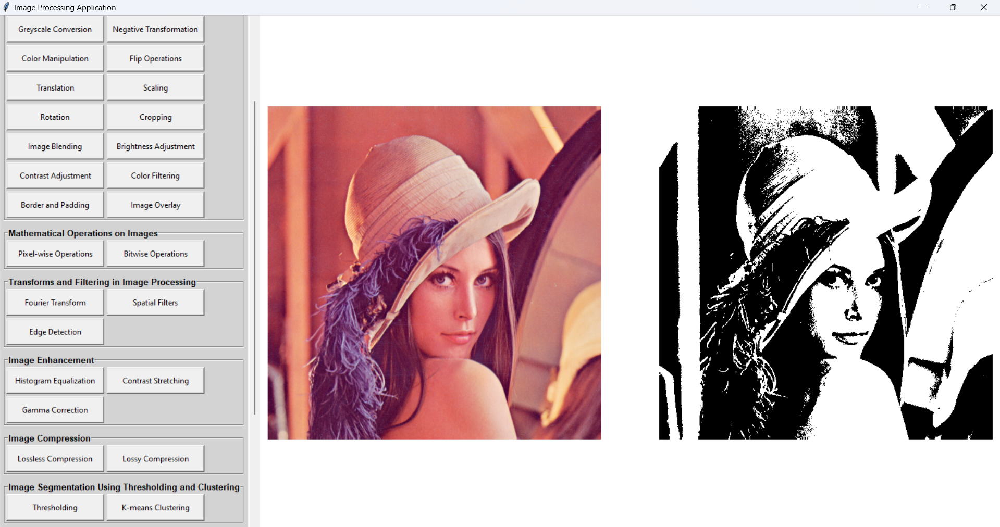 Image Processing Application
Greyscale Conversion Negative Transformation
Color Manipulation Flip Operations
Translation Scaling
Rotation Cropping
Image Blending Brightness Adjustment
Contrast Adjustment Color Filtering
Border and Padding Image Overlay
Mathematical Operations on Images
Pixel-wise Operations Bitwise Operations
Transforms and Filtering in Image Processing
Fourier Transform Spatial Filters
Edge Detection
Image Enhancement
Histogram Equalization Contrast Stretching
Gamma Correction
Image Compression
Lossless Compression Lossy Compression
Image Segmentation Using Thresholding and Clustering
Thresholding K-means Clustering